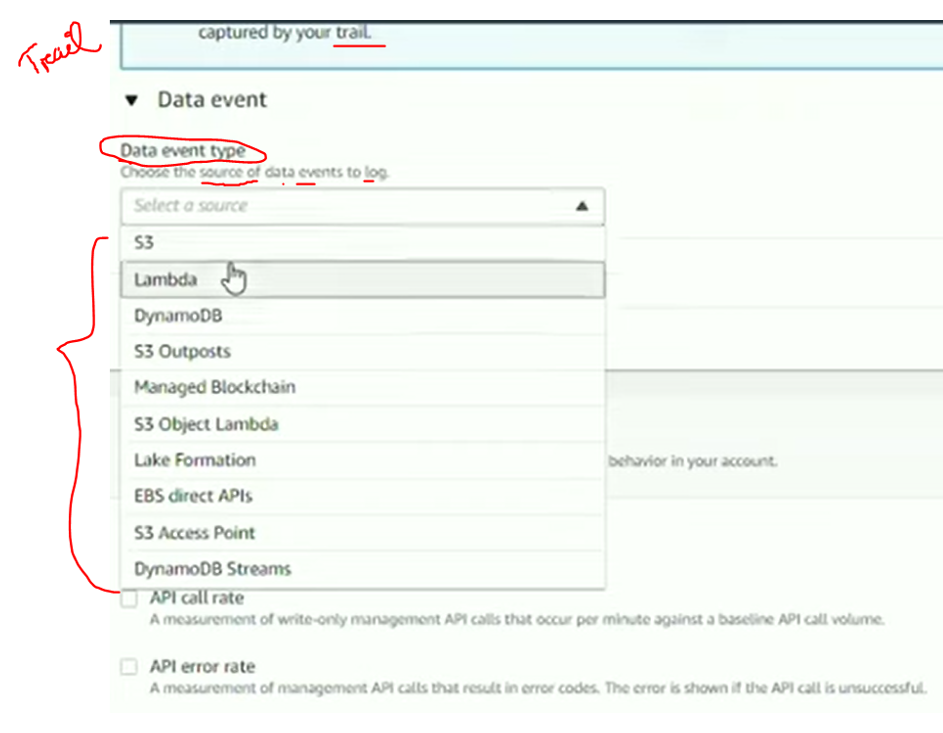 Trail
captured by your trail.
Data event
Data event type
Choose the source of data events to log.
Select a source
S3
Lambda
DynamoDB
S3 Outposts
Managed Blockchain
S3 Object Lambda
Lake Formation
behavior in your account.
EBS direct APIs
S3 Access Point
DynamoDB Streams
API call rate
A measurement of write-only management API calls that occur per minute against a baseline API call volume.
API error rate
A measurement of management API calls that result in error codes. The error is shown if the API call is unsuccessful.